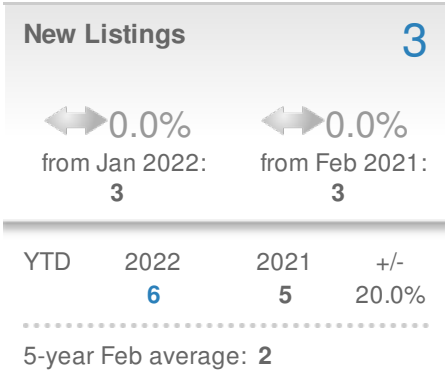 New Listings 3
0.0% 0.0%
from Jan 2022: from Feb 2021:
3 3
YTD 2022 2021 +/-
6 5 20.0%
5-year Feb average: 2